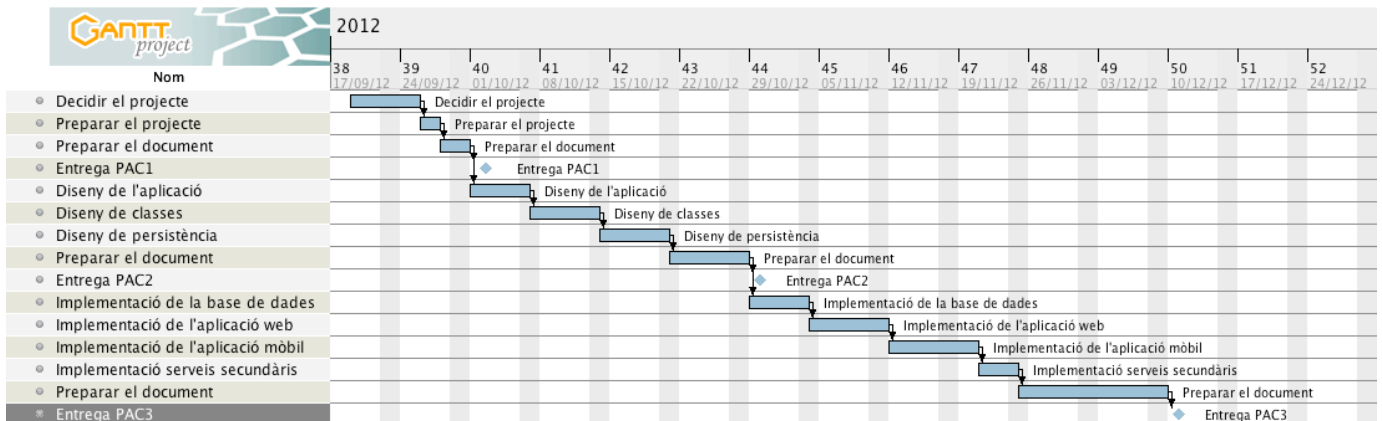 GANTT
project
2012
38 39 40 41 42 43 44 45 46 47 48 49 50 51 52
17/09/12 24/09/12 01/10/12 08/10/12 15/10/12 22/10/12 29/10/12 05/11/12 12/11/12 19/11/12 26/11/12 03/12/12 10/12/12 17/12/12 24/12/12
Nom
Decidir el projecte Decidir el projecte
Preparar el projecte Preparar el projecte
Preparar el document Preparar el document
Entrega PAC1 Entrega PAC1
Diseny de l'aplicació Diseny de l'aplicació
Diseny de classes Diseny de classes
Diseny de persistència Diseny de persistència
Preparar el document Preparar el document
Entrega PAC2 Entrega PAC2
Implementació de la base de dades Implementació de la base de dades
Implementació de l'aplicació web Implementació de l'aplicació web
Implementació de l'aplicació mòbil Implementació de l'aplicació mòbil
Implementació serveis secundàris Implementació serveis secundàris
Preparar el document Preparar el document
Entrega PAC3 Entrega PAC3